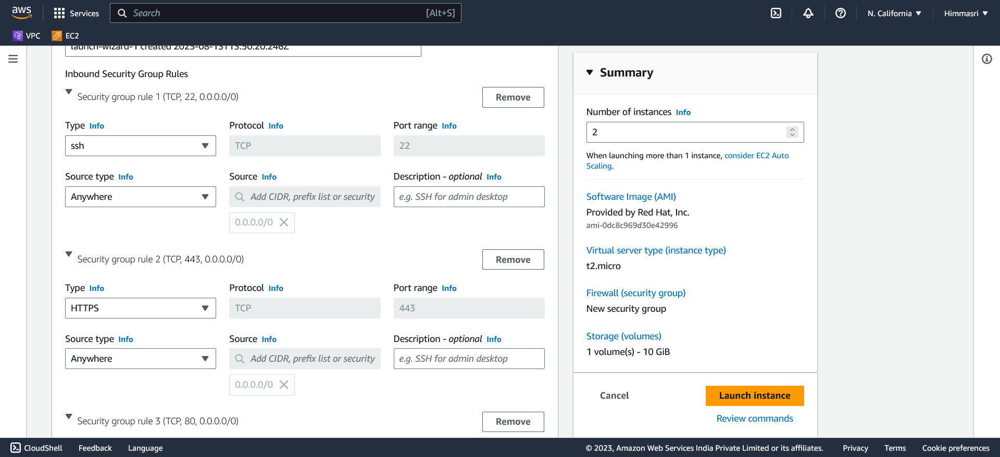 aws
Services
Search
[Alt+S]
N. California
Himmasri
VPC
EC2
launch-wizard-1 created 2023-08-13T13:50:20.246Z
Inbound Security Group Rules
Security group rule 1 (TCP, 22, 0.0.0.0/0)
Remove
Type Info
Protocol Info
Port range Info
ssh
TCP
22
Source type Info
Source Info
Description - optional Info
Anywhere
Add CIDR, prefix list or security
e.g. SSH for admin desktop
0.0.0.0/0
Security group rule 2 (TCP, 443, 0.0.0.0/0)
Remove
Type Info
Protocol Info
Port range Info
HTTPS
TCP
443
Source type Info
Source Info
Description - optional Info
Anywhere
Add CIDR, prefix list or security
e.g. SSH for admin desktop
0.0.0.0/0
Security group rule 3 (TCP, 80, 0.0.0.0/0)
Remove
Summary
Number of instances Info
2
When launching more than 1 instance, consider EC2 Auto
Scaling.
Software Image (AMI)
Provided by Red Hat, Inc.
ami-0dc8c969d30e42996
Virtual server type (instance type)
t2.micro
Firewall (security group)
New security group
Storage (volumes)
1 volume(s) - 10 GiB
Cancel
Launch instance
Review commands
CloudShell
Feedback
Language
© 2023, Amazon Web Services India Private Limited or its affiliates.
Privacy
Terms
Cookie preferences